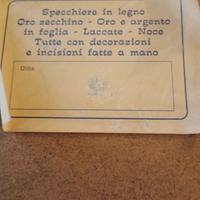 Specchiere in legno
Oro zecchino - Oro e argento
in foglia - Laccate - Noce
Tutte con decorazioni
e incisioni fatte a mano
Ditta